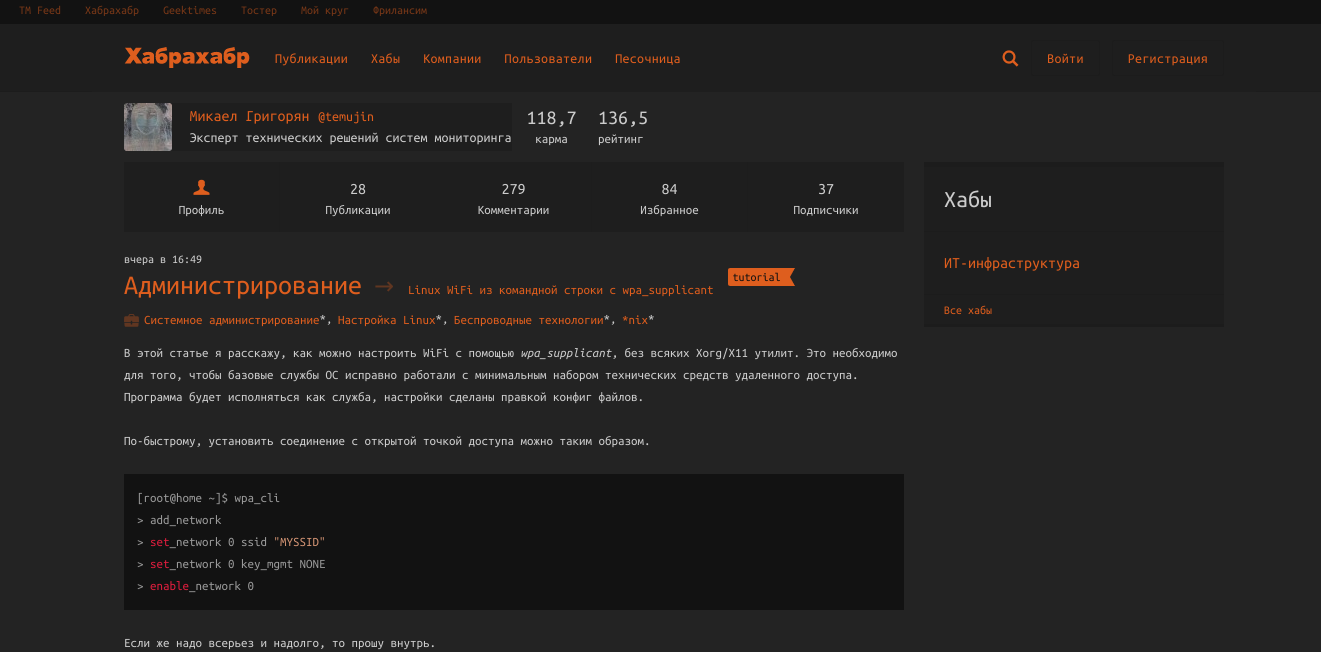 TM Feed Хабрахабр Geektimes Тостер Мой круг Фрилансим
Хабрахабр Публикации Хабы Компании Пользователи Песочница Войти Регистрация
Микаел Григорян @temujin
Эксперт технических решений систем мониторинга
118,7 136,5
карма рейтинг
28 279 84 37
Профиль Публикации Комментарии Избранное Подписчики
Хабы
ИТ-инфраструктура
Все хабы
вчера в 16:49
Администрирование → Linux WiFi из командной строки с wpa_supplicant tutorial
Системное администрирование*, Настройка Linux*, Беспроводные технологии*, *nix*
В этой статье я расскажу, как можно настроить WiFi с помощью wpa_supplicant, без всяких Xorg/X11 утилит. Это необходимо
для того, чтобы базовые службы ОС исправно работали с минимальным набором технических средств удаленного доступа.
Программа будет исполняться как служба, настройки сделаны правкой конфиг файлов.
По-быстрому, установить соединение с открытой точкой доступа можно таким образом.
[root@home ~]$ wpa_cli
> add_network
> set_network 0 ssid "MYSSID"
> set_network 0 key_mgmt NONE
> enable_network 0
Если же надо всерьез и надолго, то прошу внутрь.